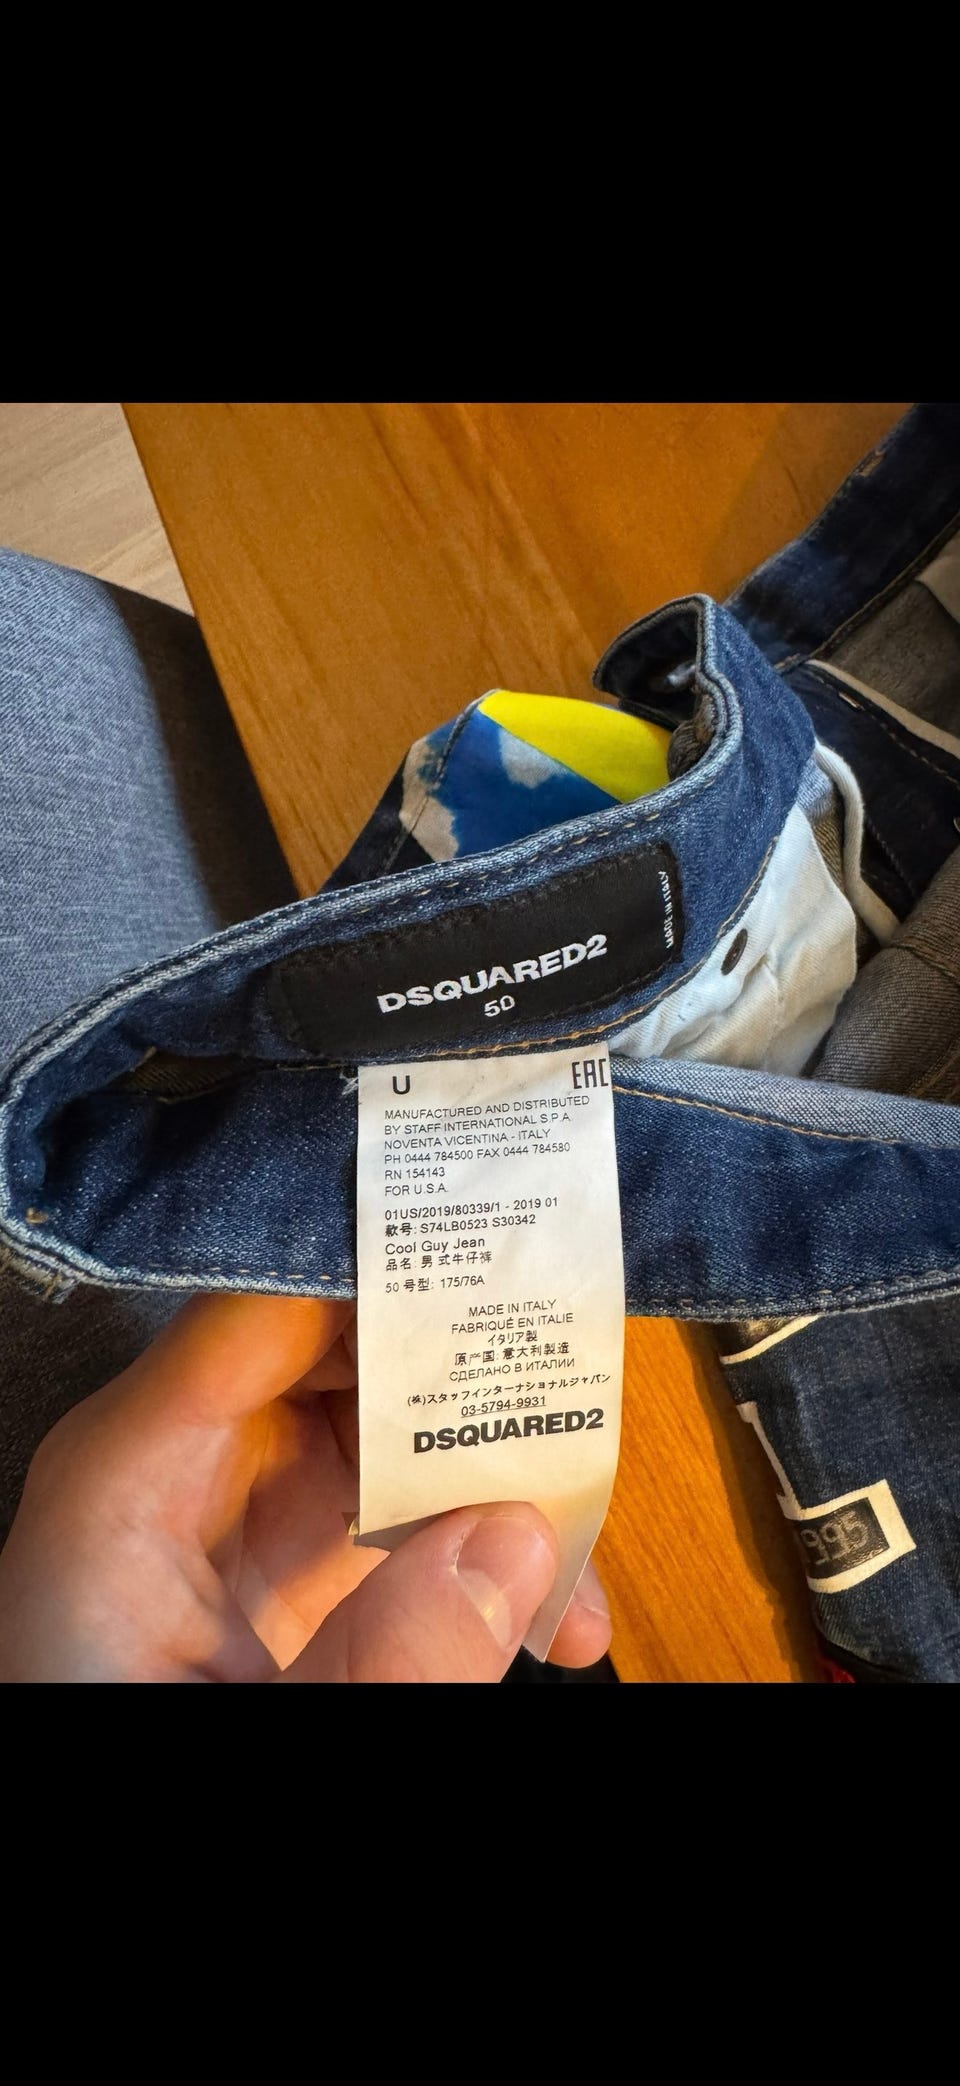 MADE IN ITALY
DSQUARED2
50
U
EAC
MANUFACTURED AND DISTRIBUTED
BY STAFF INTERNATIONAL S.P.A.
NOVENTA VICENTINA - ITALY
PH 0444 784500 FAX 0444 784580
RN 154143
FOR U.S.A.
01US/2019/80339/1 - 2019 01
款号: S74LB0523 S30342
Cool Guy Jean
品名: 男式牛仔裤
50 号型: 175/76A
MADE IN ITALY
FABRIQUÉ EN ITALIE
イタリア製
原产国: 意大利製造
СДЕЛАНО В ИТАЛИИ
(株)スタッフインターナショナルジャパン
03-5794-9931
DSQUARED2
1995